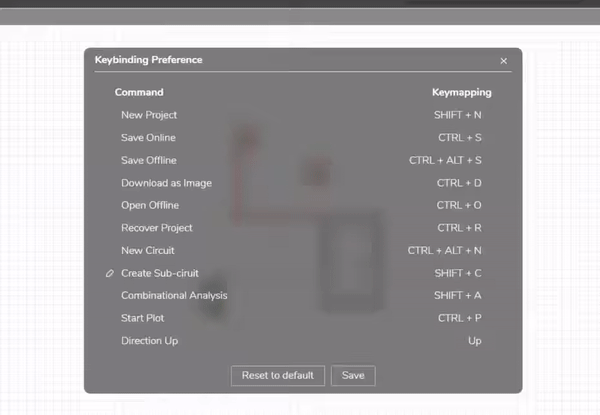 Keybinding Preference ×
Command Keymapping
New Project SHIFT + N
Save Online CTRL + S
Save Offline CTRL + ALT + S
Download as Image CTRL + D
Open Offline CTRL + O
Recover Project CTRL + R
New Circuit CTRL + ALT + N
Create Sub-ciruit SHIFT + C
Combinational Analysis SHIFT + A
Start Plot CTRL + P
Direction Up Up
Reset to default Save